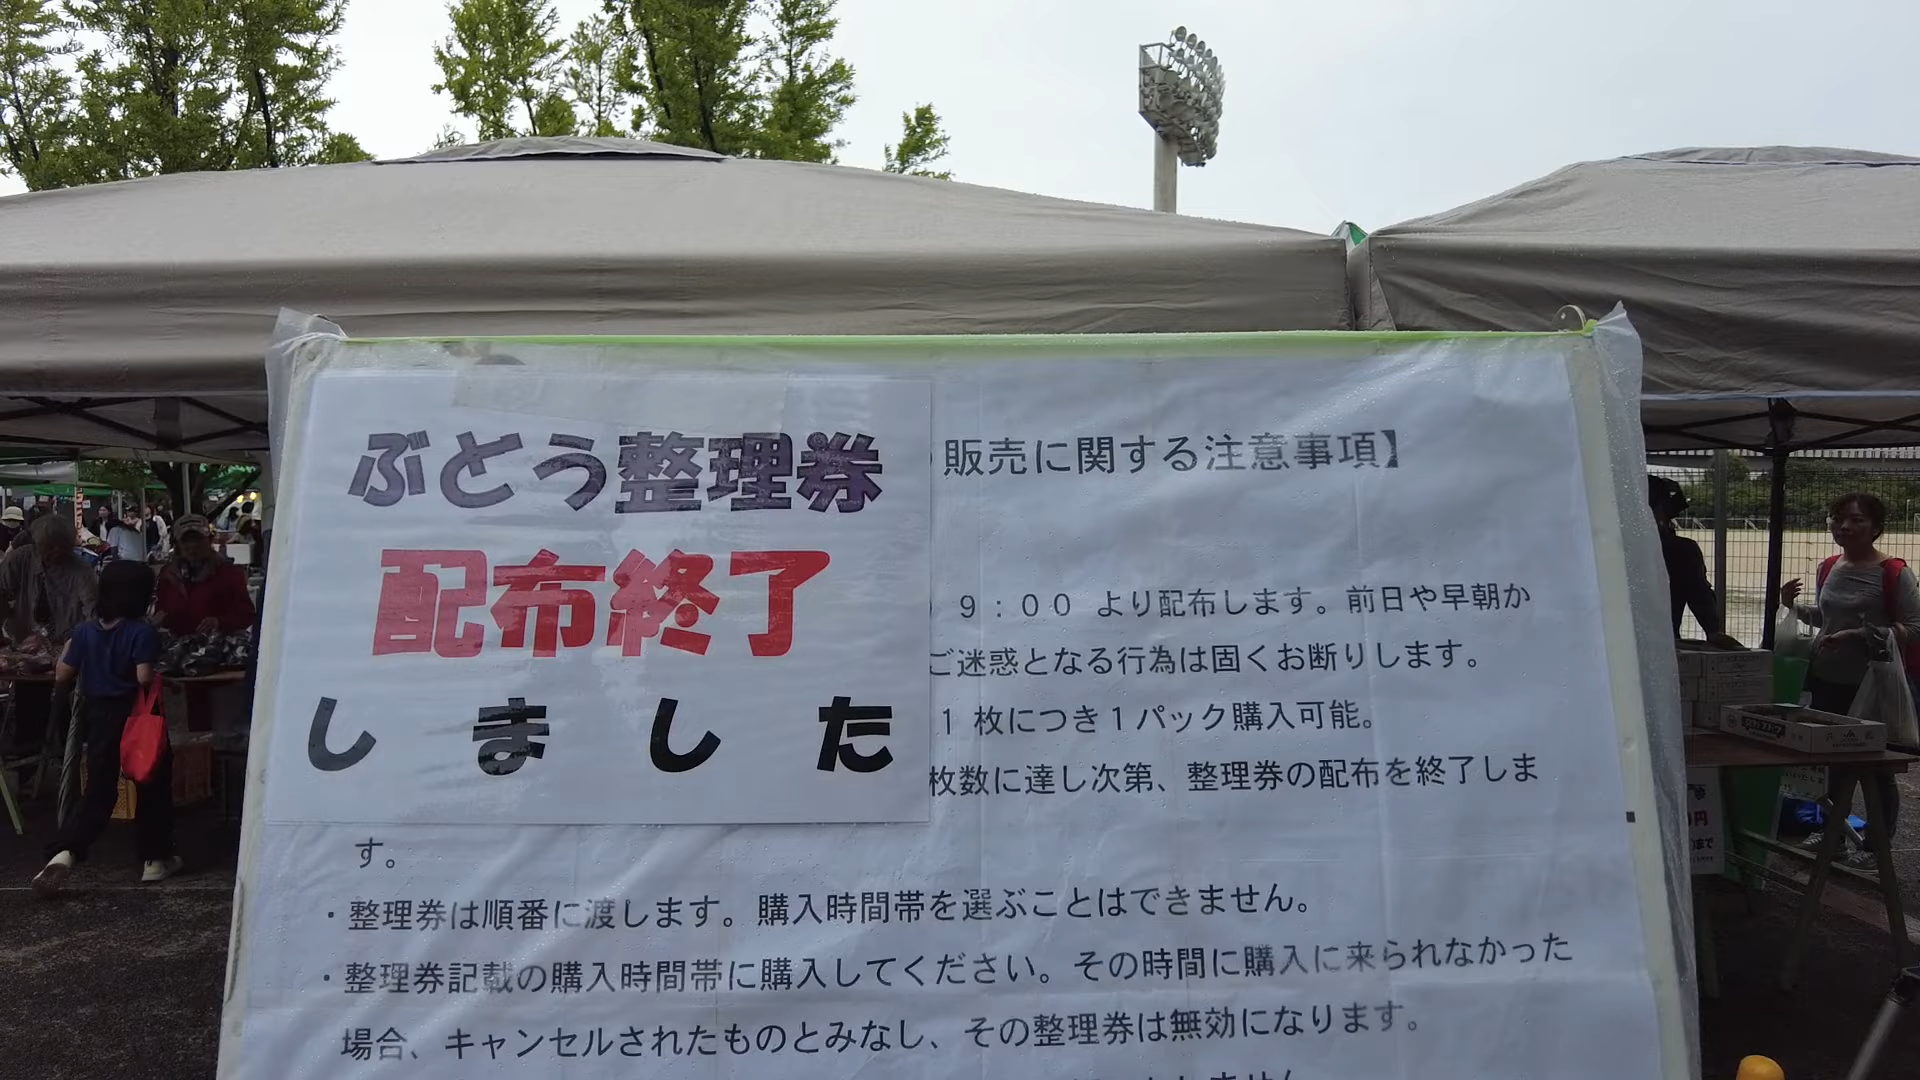 ぶどう整理券
配布終了
しました
販売に関する注意事項】
9：00 より配布します。前日や早朝か
ご迷惑となる行為は固くお断りします。
1 枚につき1パック購入可能。
枚数に達し次第、整理券の配布を終了しま
す。
・整理券は順番に渡します。購入時間帯を選ぶことはできません。
・整理券記載の購入時間帯に購入してください。その時間に購入に来られなかった
場合、キャンセルされたものとみなし、その整理券は無効になります。